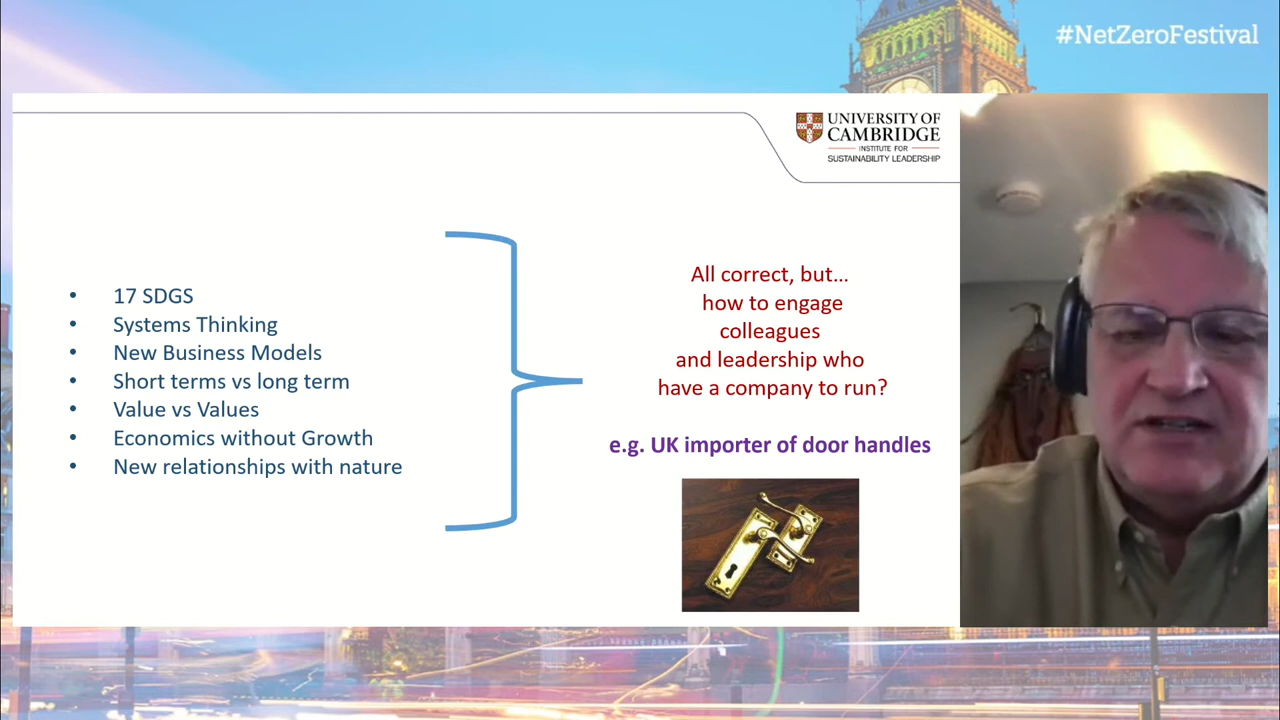 #NetZeroFestival
UNIVERSITY OF
CAMBRIDGE
INSTITUTE FOR
SUSTAINABILITY LEADERSHIP
• 17 SDGS
• Systems Thinking
• New Business Models
• Short terms vs long term
• Value vs Values
• Economics without Growth
• New relationships with nature
All correct, but...
how to engage
colleagues
and leadership who
have a company to run?
e.g. UK importer of door handles